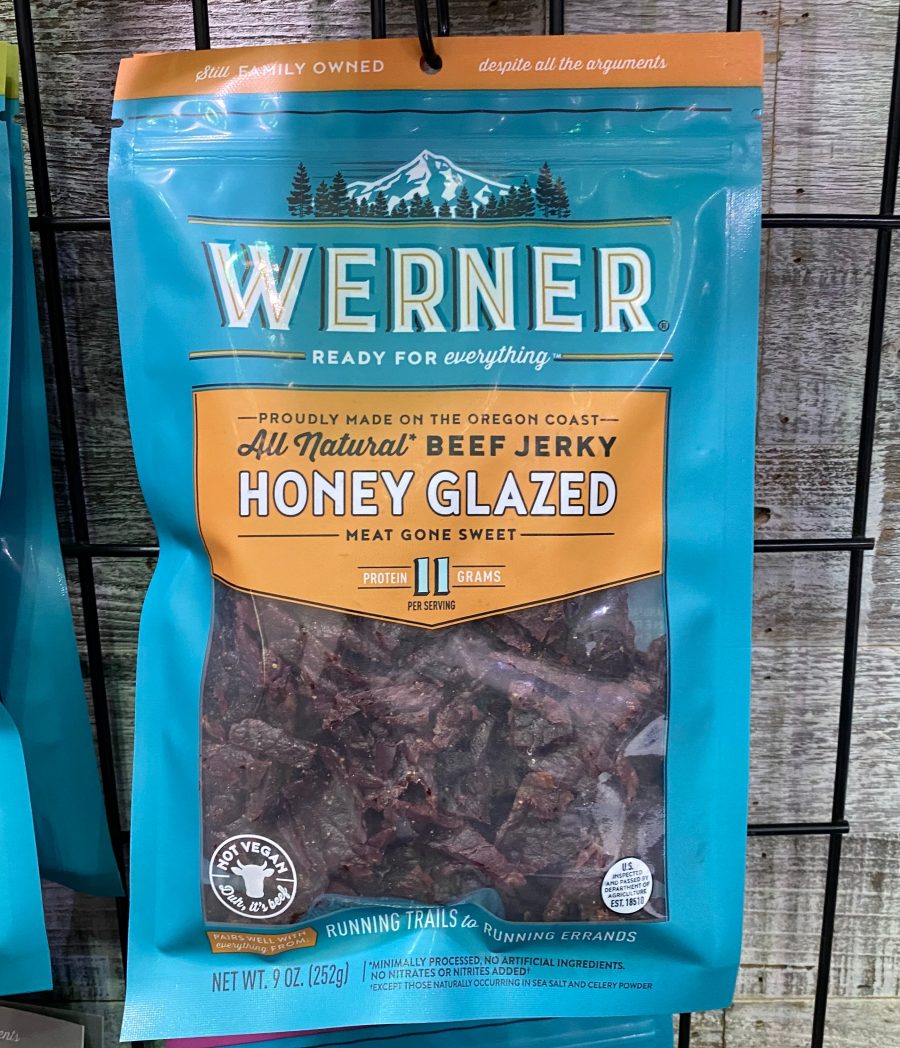 Still FAMILY OWNED despite all the arguments
WERNER®
READY FOR everything™
PROUDLY MADE ON THE OREGON COAST
All Natural* BEEF JERKY
HONEY GLAZED
MEAT GONE SWEET
PROTEIN 11 GRAMS
PER SERVING
NOT VEGAN
Duh, it's beef
U.S.
INSPECTED
AND PASSED BY
DEPARTMENT OF
AGRICULTURE
EST. 18510
PAIRS WELL WITH
everything FROM:
RUNNING TRAILS to RUNNING ERRANDS
NET WT. 9 OZ. (252g)
*MINIMALLY PROCESSED, NO ARTIFICIAL INGREDIENTS.
NO NITRATES OR NITRITES ADDED†
†EXCEPT THOSE NATURALLY OCCURRING IN SEA SALT AND CELERY POWDER